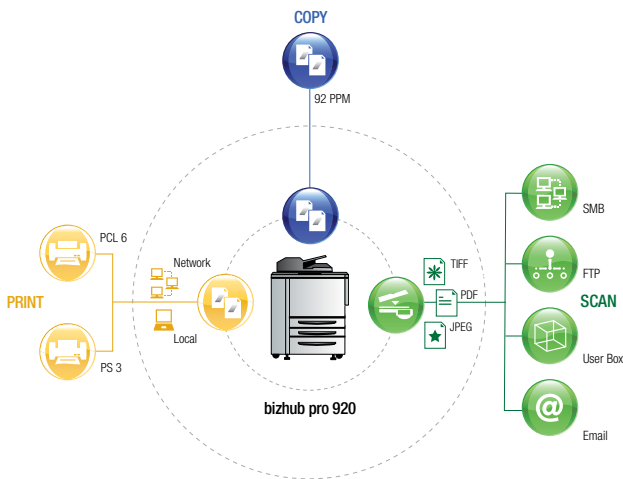 COPY
92 PPM
PCL 6
Network
PRINT
Local
PS 3
bizhub pro 920
TIFF
PDF
JPEG
SMB
FTP
SCAN
User Box
@
Email